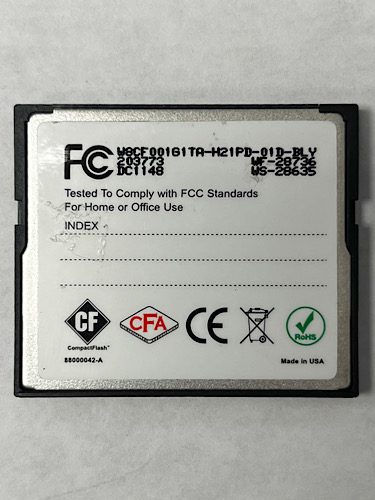 FC W8CF001G1TA-H21PD-01D-BLY
203773 WF-28736
DC1148 WS-28635
Tested To Comply with FCC Standards
For Home or Office Use
INDEX
CF CFA CE RoHS
CompactFlash®
88000042-A Made in USA